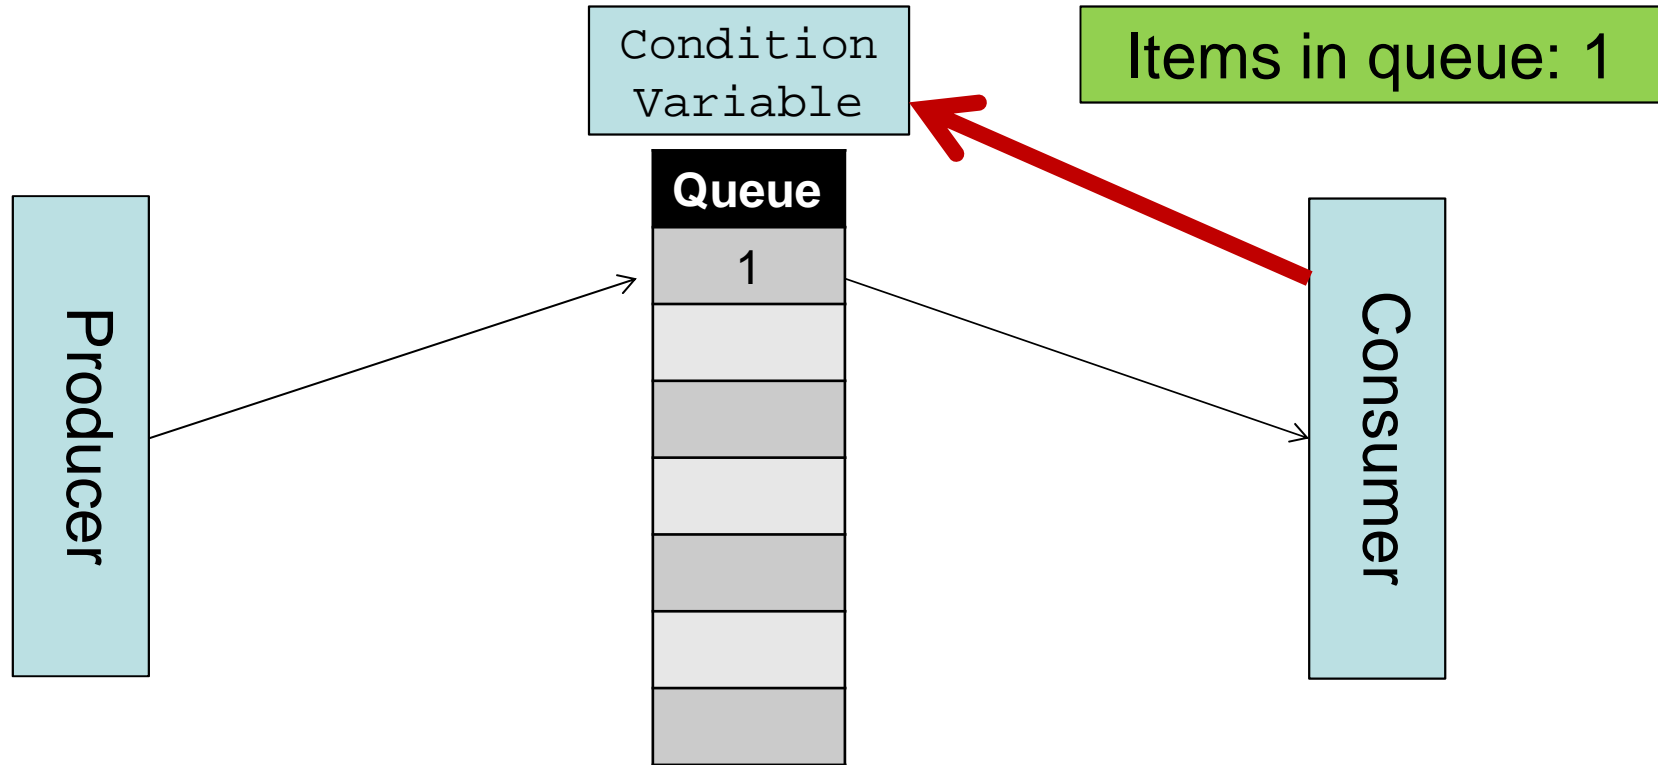 Condition
Variable
Items in queue: 1
Queue
1
Producer
Consumer